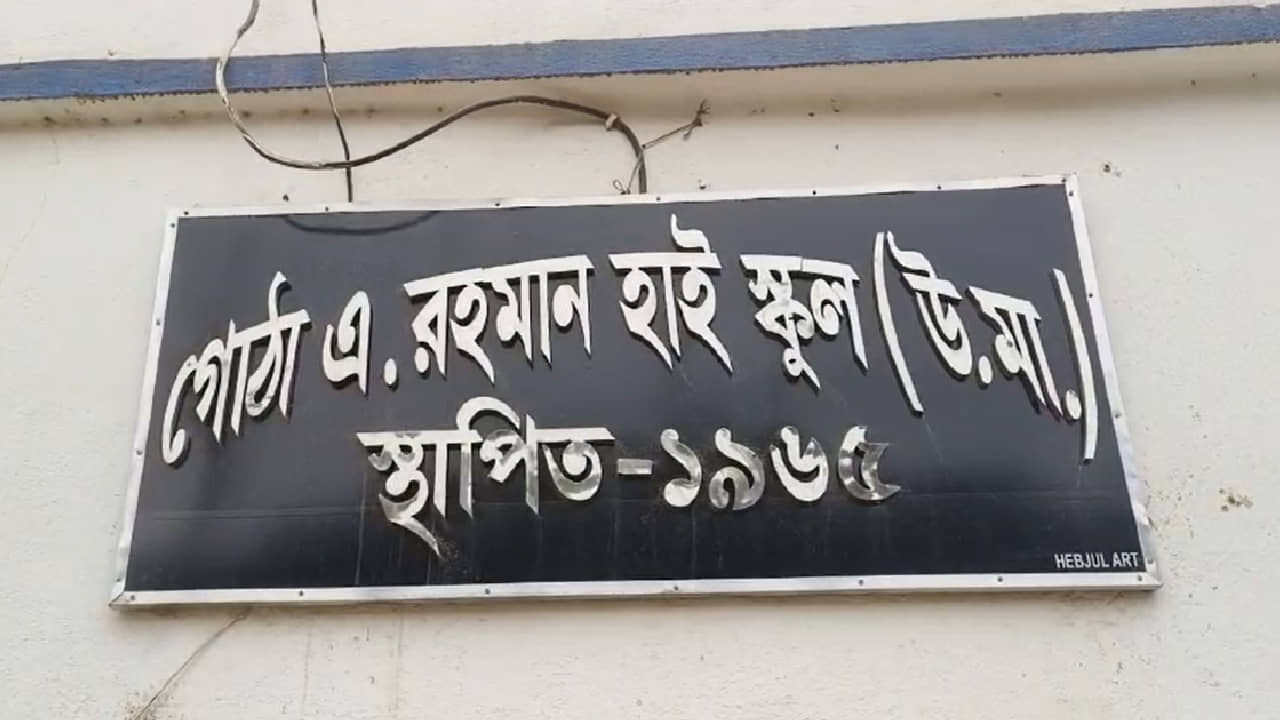 গোঠা এ. রহমান হাই স্কুল (উ.মা.)
স্থাপিত-১৯৬৫
HEBJUL ART